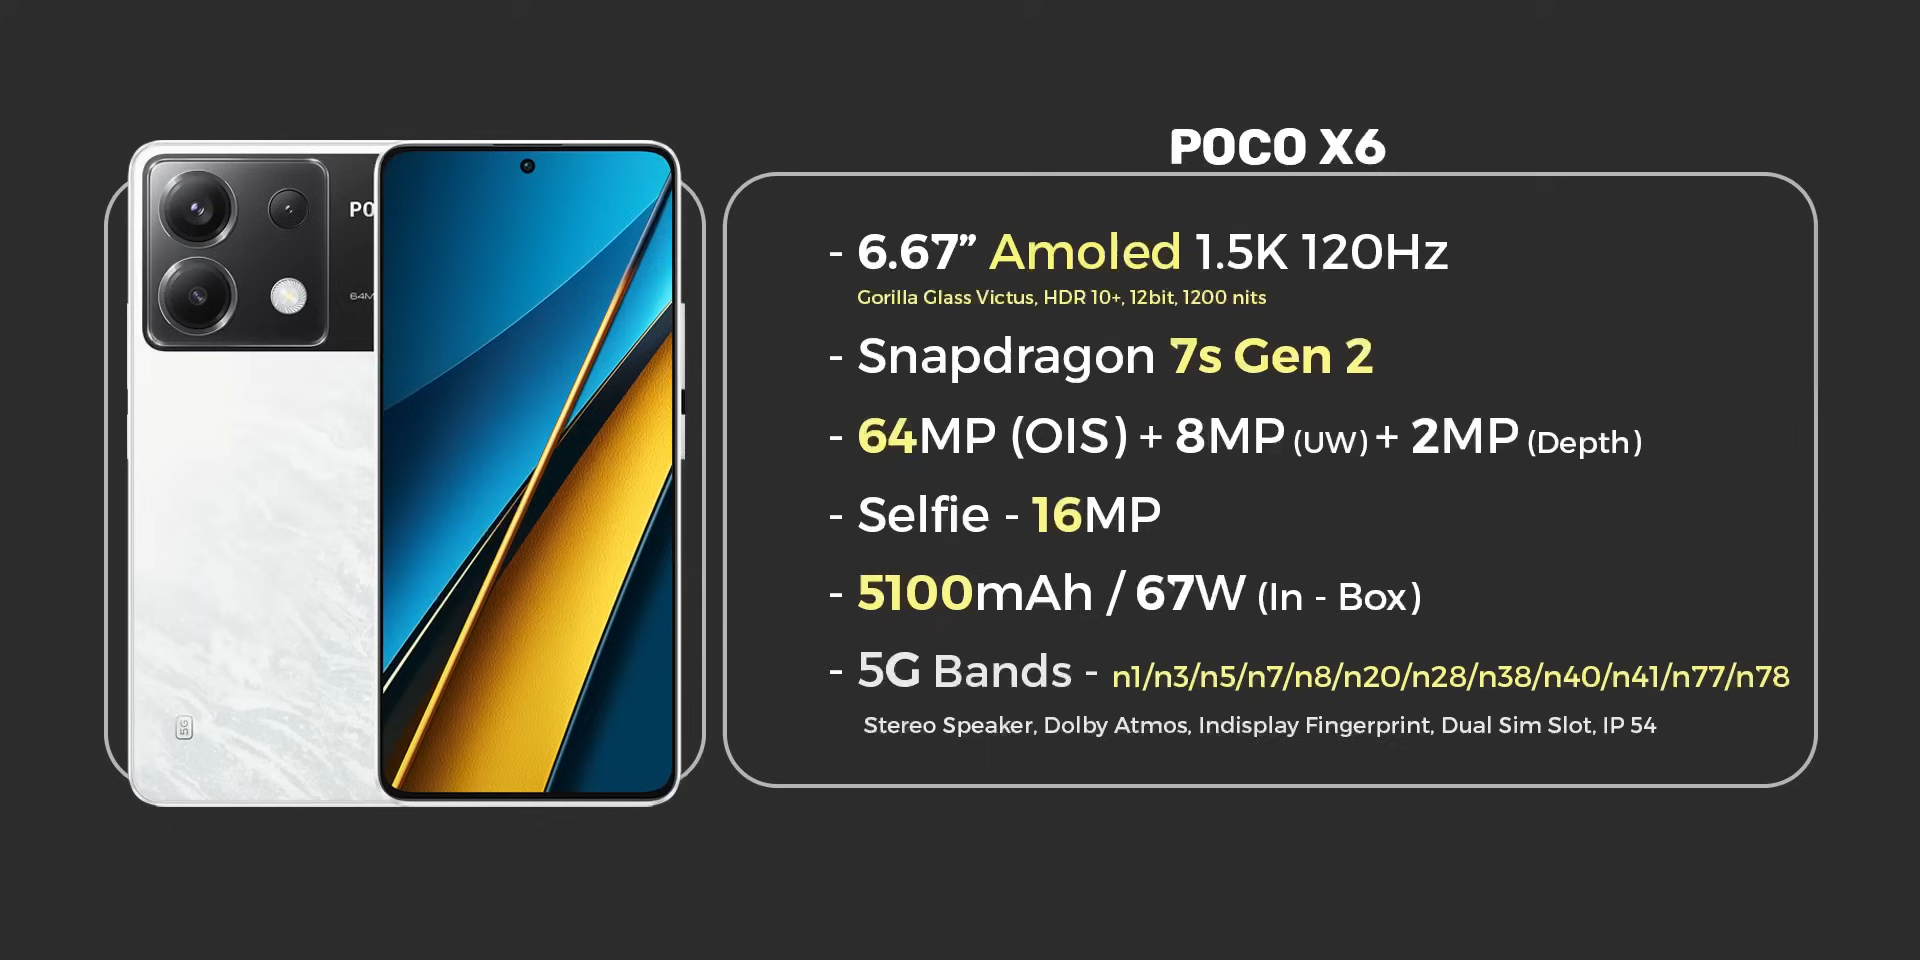 POCO X6
- 6.67” Amoled 1.5K 120Hz
Gorilla Glass Victus, HDR 10+, 12bit, 1200 nits
- Snapdragon 7s Gen 2
- 64MP (OIS) + 8MP (UW) + 2MP (Depth)
- Selfie - 16MP
- 5100mAh / 67W (In - Box)
- 5G Bands - n1/n3/n5/n7/n8/n20/n28/n38/n40/n41/n77/n78
Stereo Speaker, Dolby Atmos, Indisplay Fingerprint, Dual Sim Slot, IP 54
PO
64M
5G